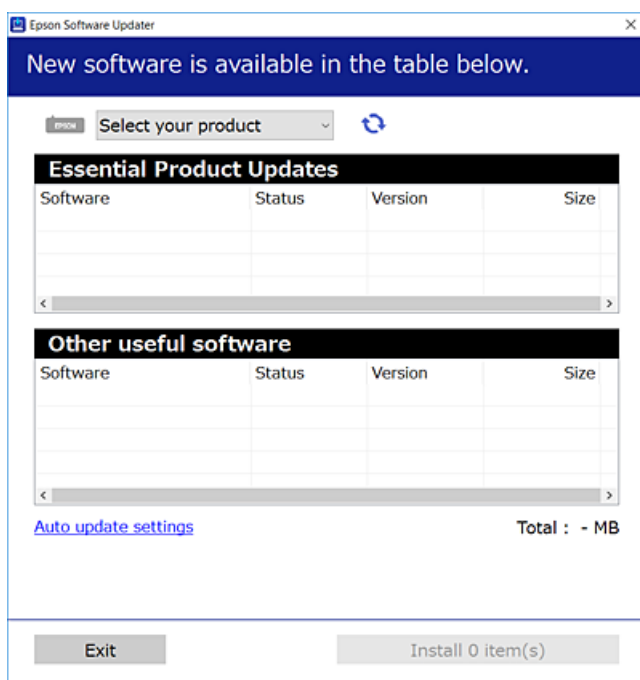 Epson Software Updater
New software is available in the table below.
EPSON Select your product
Essential Product Updates
Software Status Version Size
Other useful software
Software Status Version Size
Auto update settings Total : - MB
Exit Install 0 item(s)